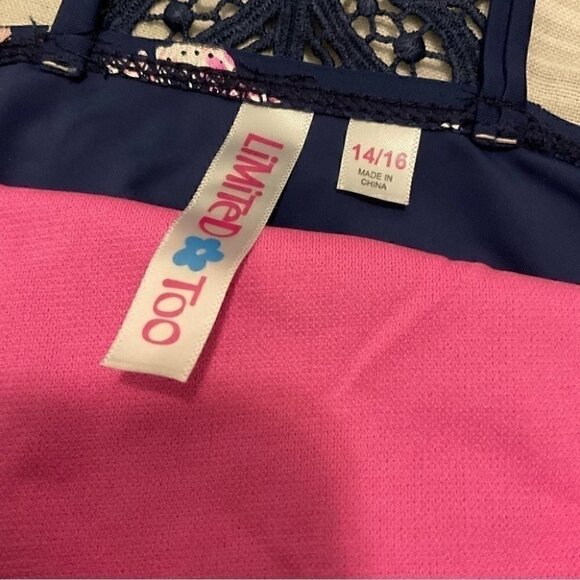 LiMiTeD TOO
14/16
MADE IN
CHINA